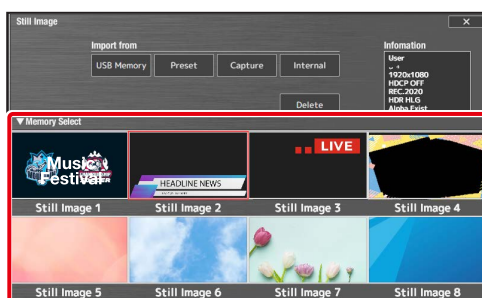 Still Image
Import from
Infomation
USB Memory
Preset
Capture
Internal
Delete
User
1920x1080
HDCP OFF
REC.2020
HDR HLG
Alpha Exist
▼Memory Select
Music
Festival
HEADLINE NEWS
LIVE
Still Image 1
Still Image 2
Still Image 3
Still Image 4
Still Image 5
Still Image 6
Still Image 7
Still Image 8